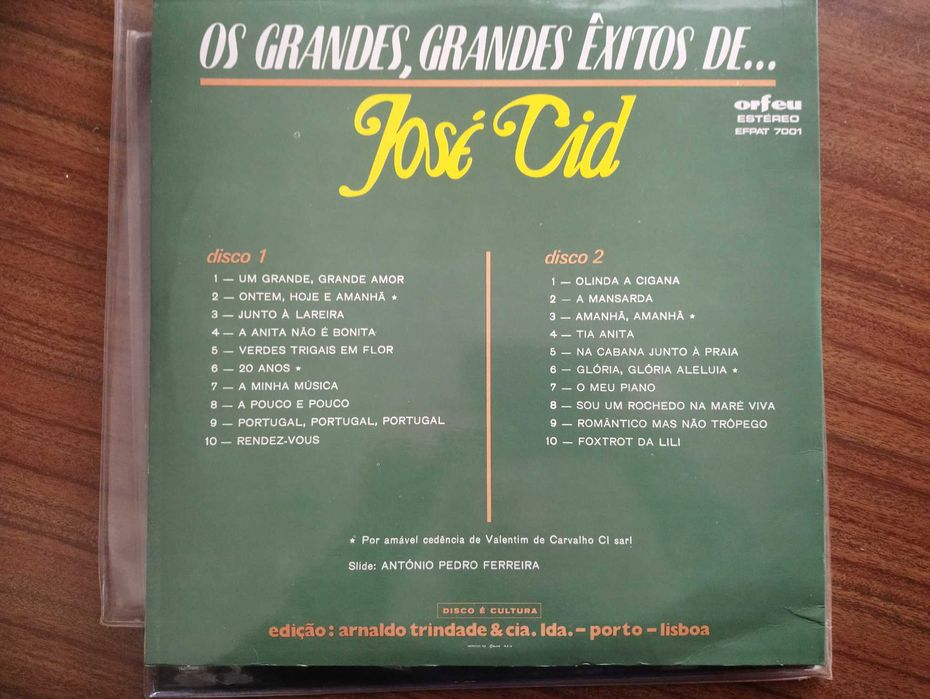 OS GRANDES, GRANDES ÊXITOS DE...
José Cid
orfeu
ESTÉREO
EFPAT 7001
disco 1
1 — UM GRANDE, GRANDE AMOR
2 — ONTEM, HOJE E AMANHÃ *
3 — JUNTO À LAREIRA
4 — A ANITA NÃO É BONITA
5 — VERDES TRIGAIS EM FLOR
6 — 20 ANOS *
7 — A MINHA MÚSICA
8 — A POUCO E POUCO
9 — PORTUGAL, PORTUGAL, PORTUGAL
10 — RENDEZ-VOUS
disco 2
1 — OLINDA A CIGANA
2 — A MANSARDA
3 — AMANHÃ, AMANHÃ *
4 — TIA ANITA
5 — NA CABANA JUNTO À PRAIA
6 — GLÓRIA, GLÓRIA ALELUIA *
7 — O MEU PIANO
8 — SOU UM ROCHEDO NA MARÉ VIVA
9 — ROMÂNTICO MAS NÃO TRÔPEGO
10 — FOXTROT DA LILI
* Por amável cedência de Valentim de Carvalho CI sarl
Slide: ANTÓNIO PEDRO FERREIRA
DISCO É CULTURA
edição: arnaldo trindade & cia. lda. – porto – lisboa